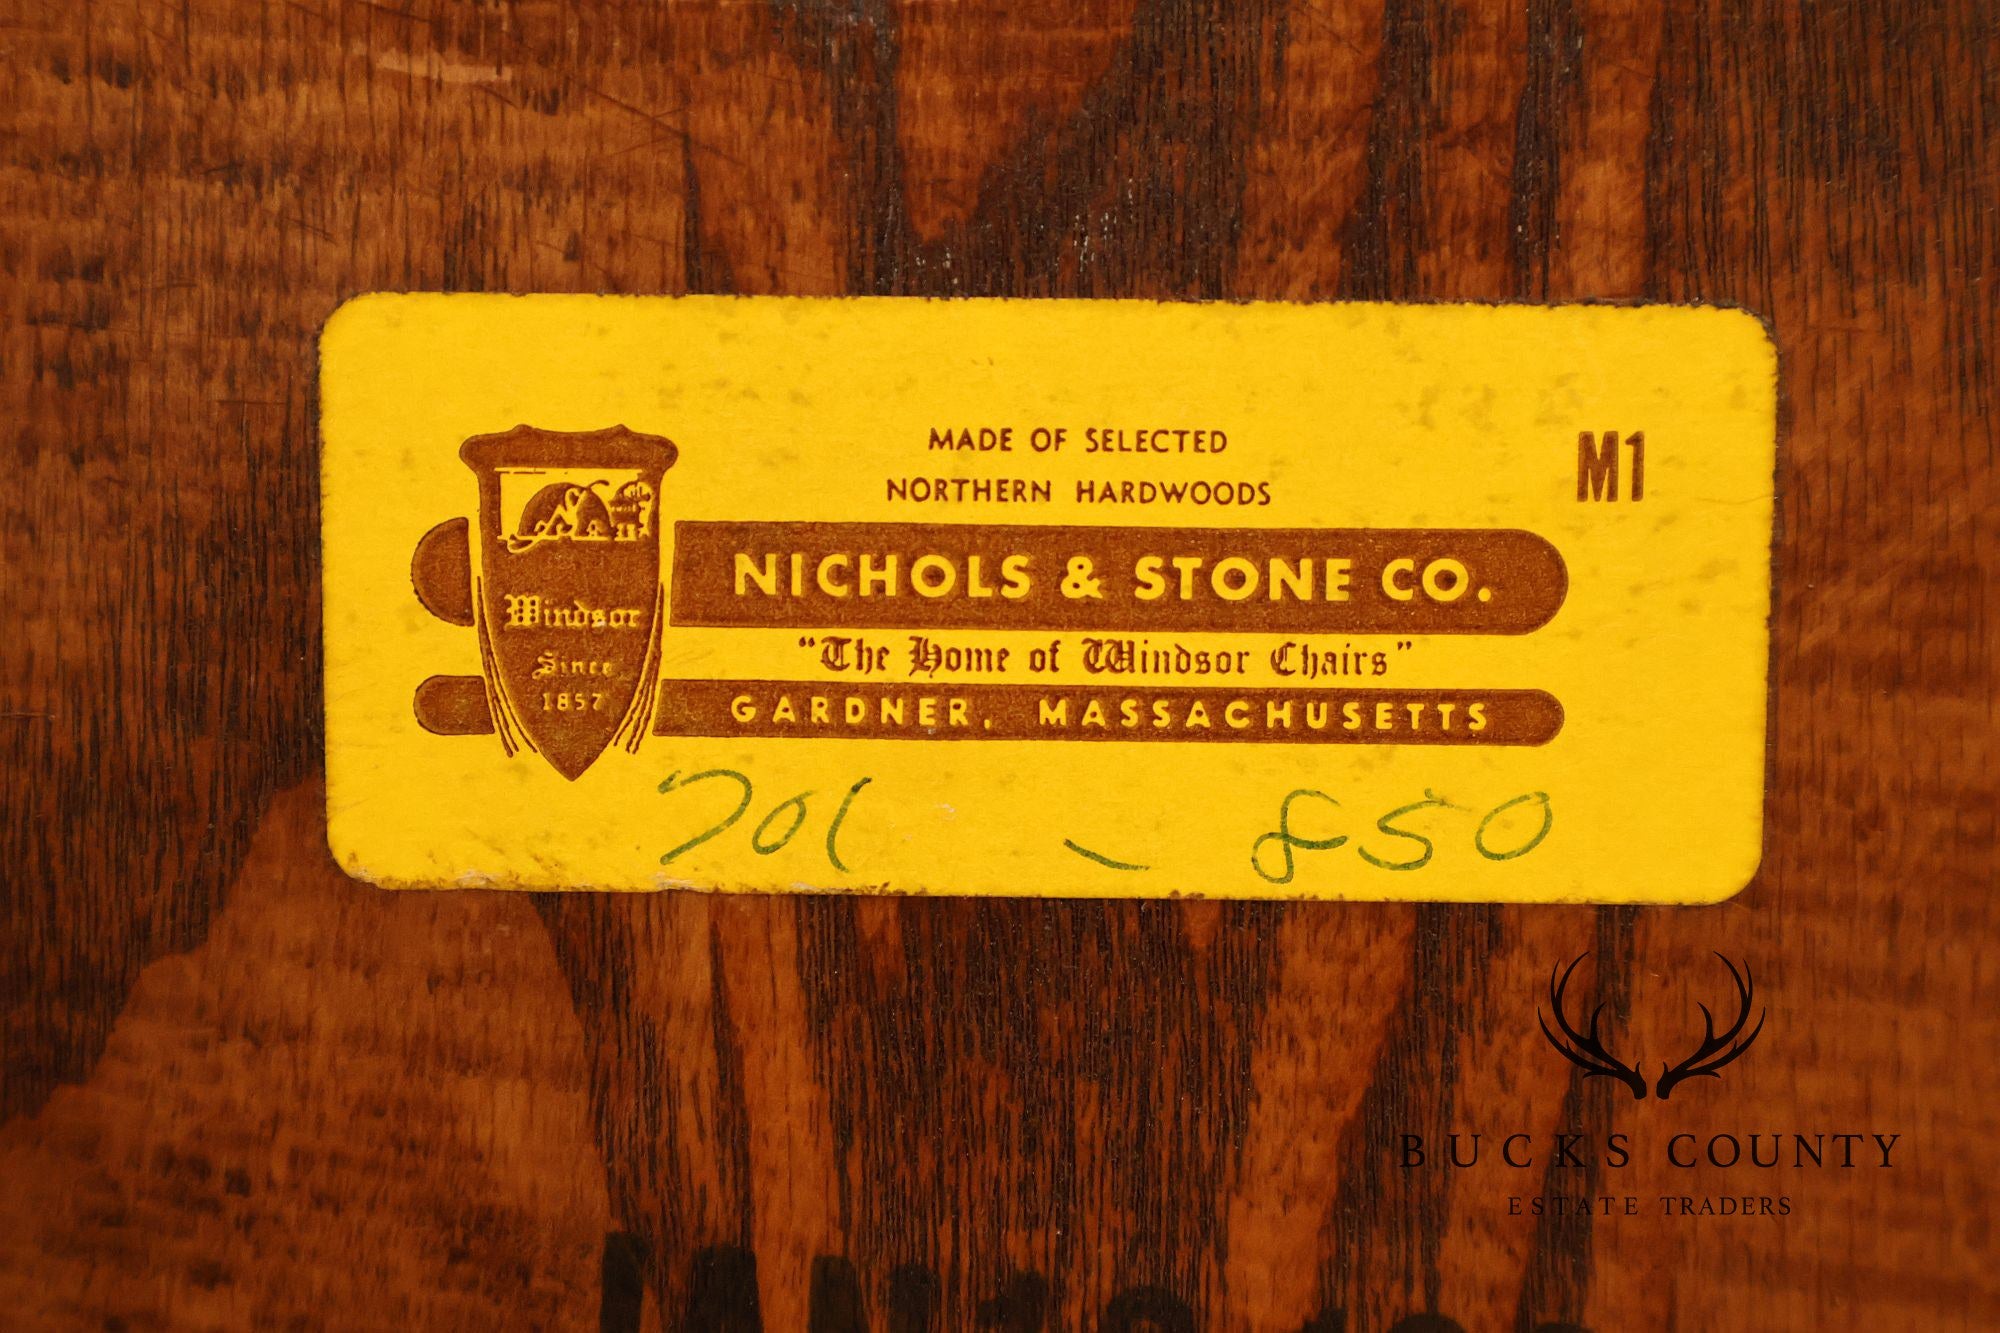 MADE OF SELECTED
NORTHERN HARDWOODS
M1
NICHOLS & STONE CO.
"The Home of Windsor Chairs"
GARDNER, MASSACHUSETTS
Windsor
Since
1857
701 - 850
BUCKS COUNTY
ESTATE TRADERS